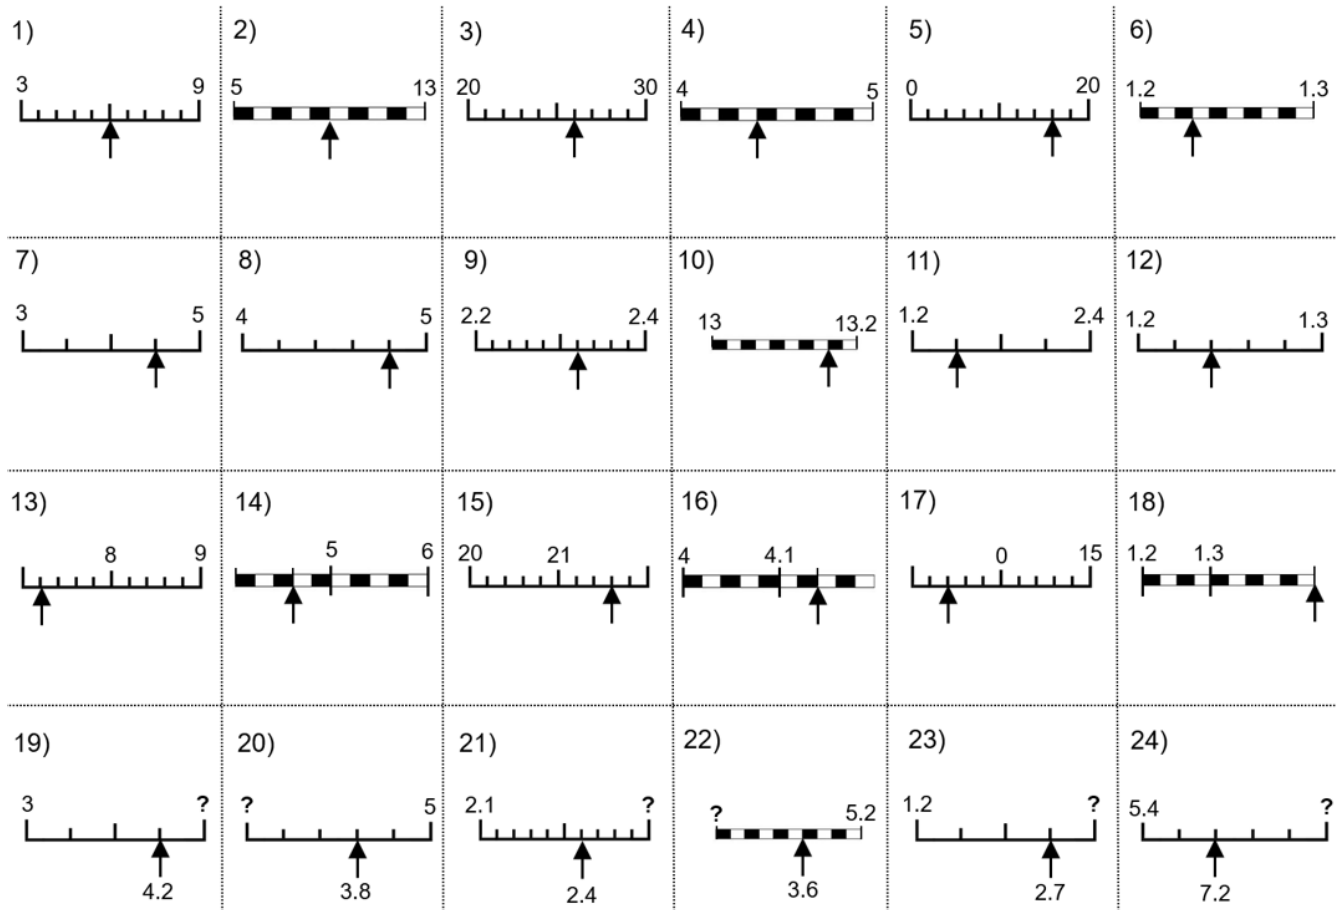 1) 2) 3) 4) 5) 6)
3 9 5 13 20 30 4 5 0 20 1.2 1.3
7) 8) 9) 10) 11) 12)
3 5 4 5 2.2 2.4 13 13.2 1.2 2.4 1.2 1.3
13) 14) 15) 16) 17) 18)
8 9 5 6 20 21 4 4.1 0 15 1.2 1.3
19) 20) 21) 22) 23) 24)
3 ? ? 5 2.1 ? ? 5.2 1.2 ? 5.4 ?
4.2 3.8 2.4 3.6 2.7 7.2